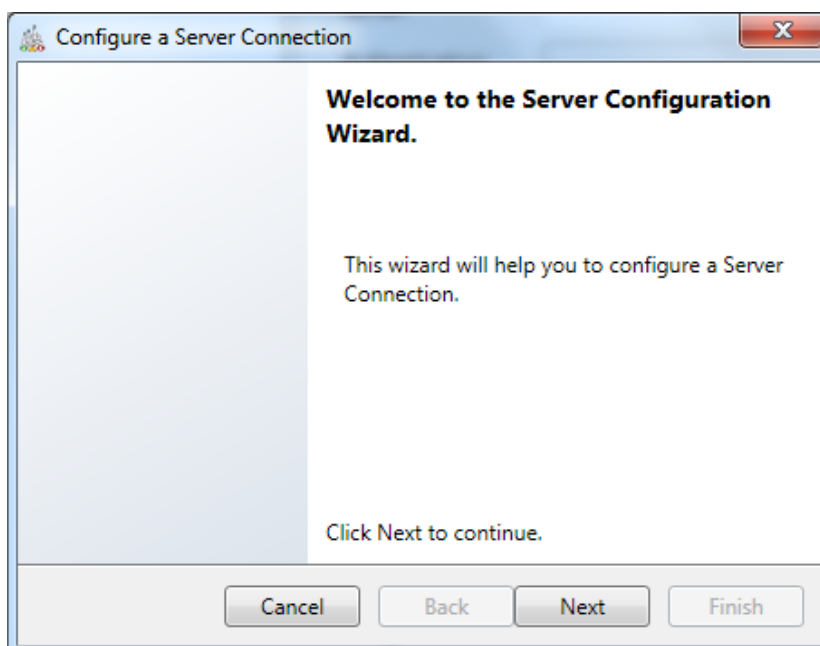 Configure a Server Connection
Welcome to the Server Configuration
Wizard.
This wizard will help you to configure a Server
Connection.
Click Next to continue.
Cancel
Back
Next
Finish